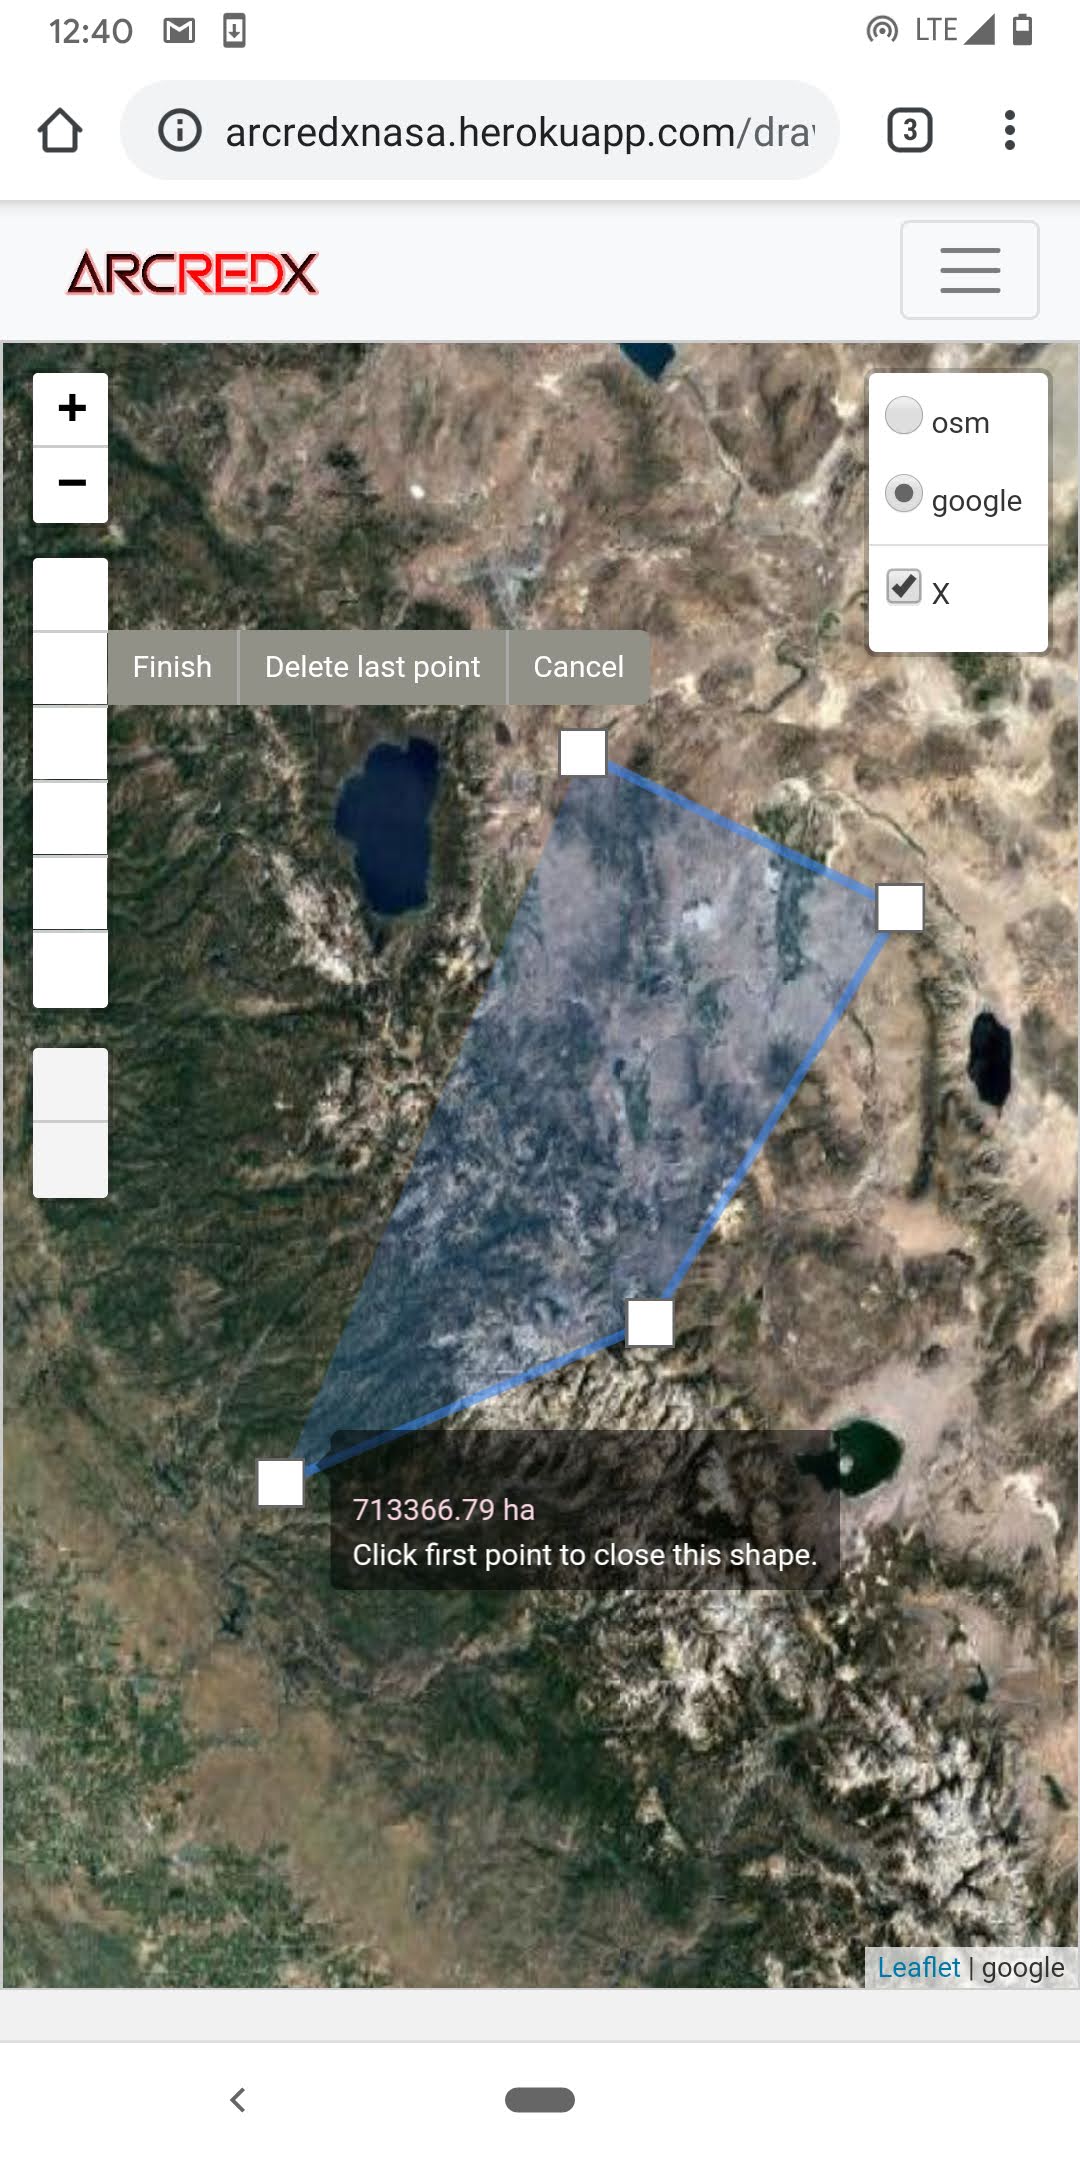 12:40
LTE
arcredxnasa.herokuapp.com/dra
3
ARCREDX
+
−
osm
google
X
Finish
Delete last point
Cancel
713366.79 ha
Click first point to close this shape.
Leaflet | google